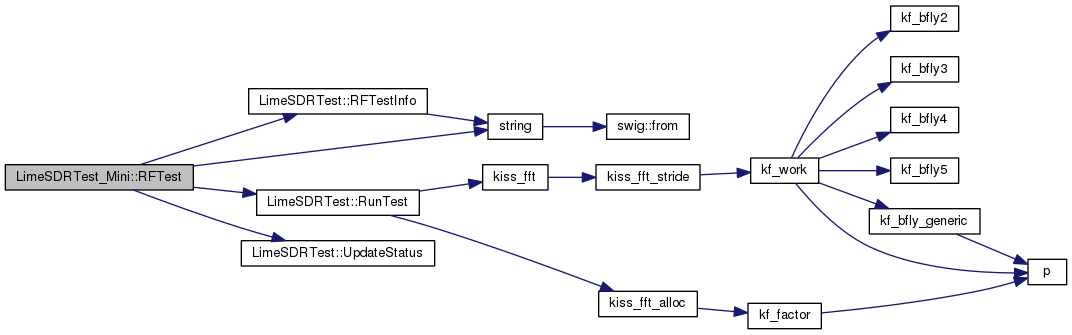 kf_bfly2
kf_bfly3
LimeSDRTest::RFTestInfo
kf_bfly4
string
swig::from
kf_work
kf_bfly5
LimeSDRTest_Mini::RFTest
kiss_fft
kiss_fft_stride
LimeSDRTest::RunTest
kf_bfly_generic
LimeSDRTest::UpdateStatus
p
kiss_fft_alloc
kf_factor